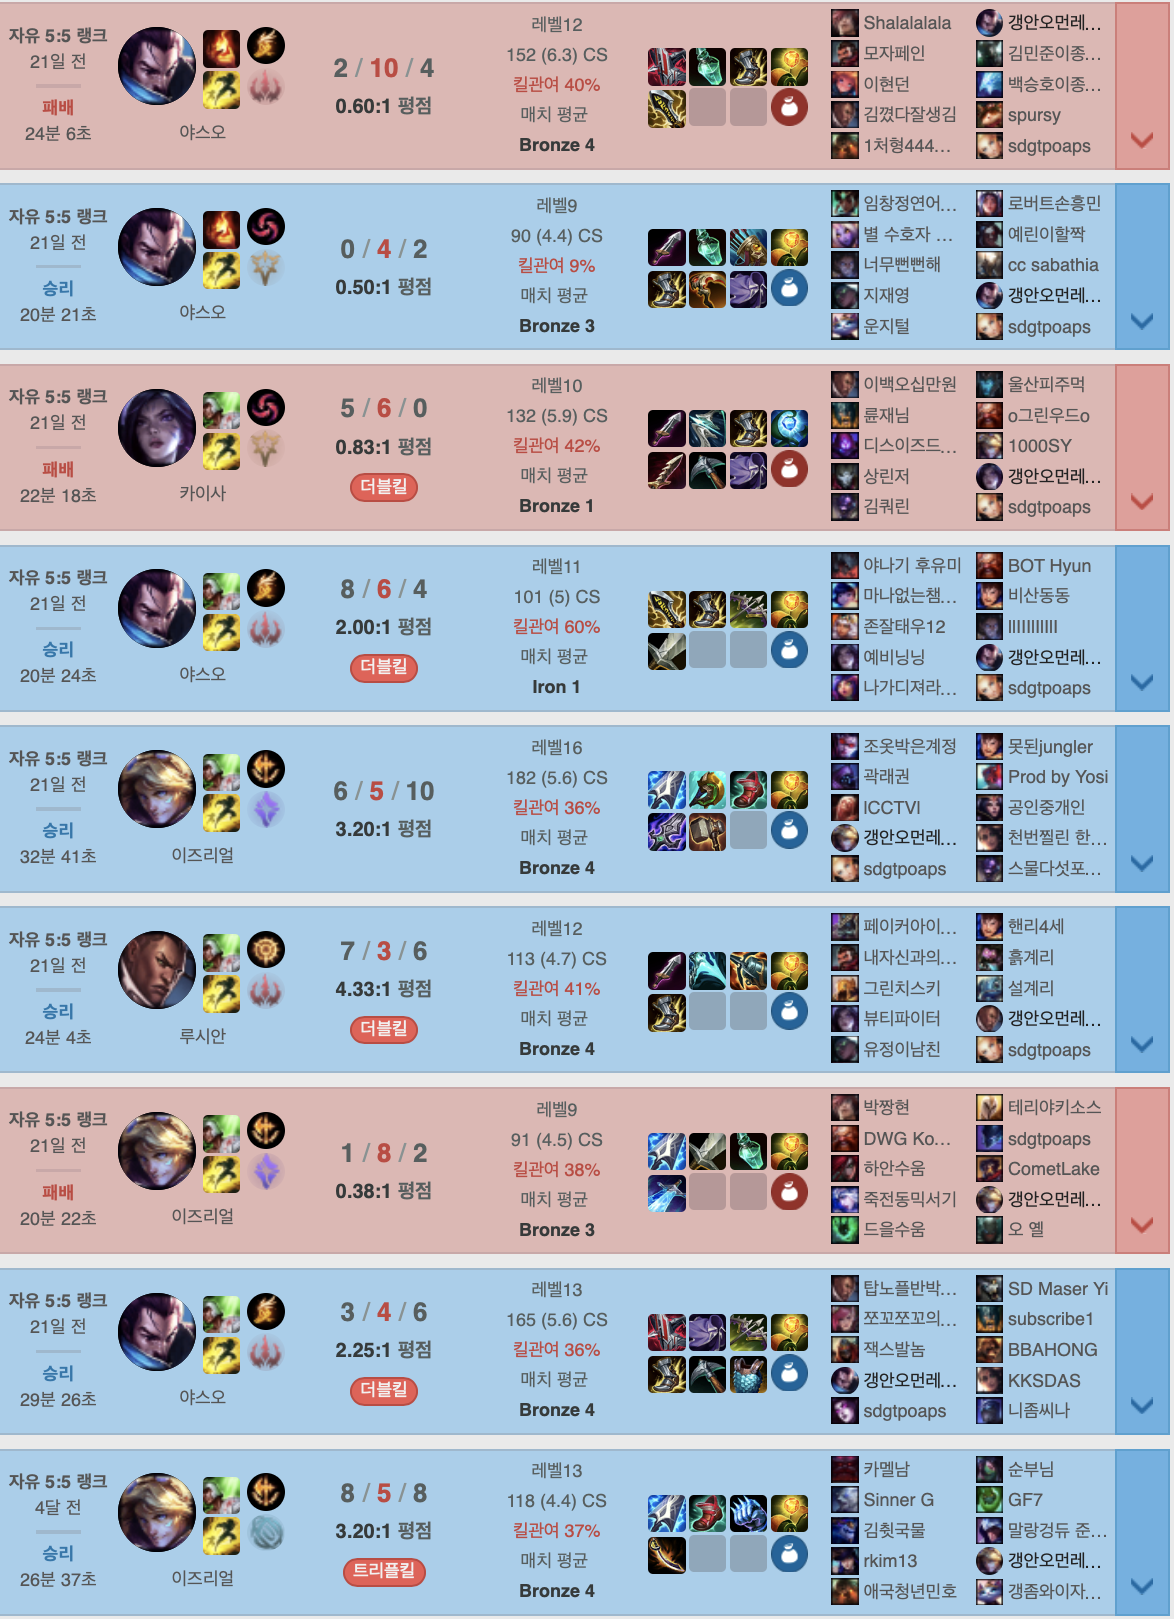 자유 5:5 랭크
21일 전
패배
24분 6초
야스오
2 / 10 / 4
0.60:1 평점
레벨12
152 (6.3) CS
킬관여 40%
매치 평균
Bronze 4
Shalalalala
모자페인
이현던
김꼈다잘생김
1처형444...
갱안오먼레...
김민준이종...
백승호이종...
spursy
sdgtpoaps
자유 5:5 랭크
21일 전
승리
20분 21초
야스오
0 / 4 / 2
0.50:1 평점
레벨9
90 (4.4) CS
킬관여 9%
매치 평균
Bronze 3
임창정연어...
별 수호자 ...
너무뻔뻔해
지재영
운지털
로버트손흥민
예린이할짝
cc sabathia
갱안오먼레...
sdgtpoaps
자유 5:5 랭크
21일 전
패배
22분 18초
카이사
5 / 6 / 0
0.83:1 평점
더블킬
레벨10
132 (5.9) CS
킬관여 42%
매치 평균
Bronze 1
이백오십만원
륜재님
디스이즈드...
상린저
김쿼린
울산피주먹
o그린우드o
1000SY
갱안오먼레...
sdgtpoaps
자유 5:5 랭크
21일 전
승리
20분 24초
야스오
8 / 6 / 4
2.00:1 평점
더블킬
레벨11
101 (5) CS
킬관여 60%
매치 평균
Iron 1
야나기 후유미
마나없는챔...
존잘태우12
예비닝닝
나가디져라...
BOT Hyun
비산동동
갱안오먼레...
sdgtpoaps
자유 5:5 랭크
21일 전
승리
32분 41초
이즈리얼
6 / 5 / 10
3.20:1 평점
레벨16
182 (5.6) CS
킬관여 36%
매치 평균
Bronze 4
조옷박은계정
곽래권
갱안오먼레...
sdgtpoaps
못된jungler
Prod by Yosi
공인중개인
천번찔린 한...
스물다섯포...
자유 5:5 랭크
21일 전
승리
24분 4초
루시안
7 / 3 / 6
4.33:1 평점
더블킬
레벨12
113 (4.7) CS
킬관여 41%
매치 평균
Bronze 4
페이커아이...
내자신과의...
그린치스키
뷰티파이터
유정이남친
핸리4세
흙계리
설계리
갱안오먼레...
sdgtpoaps
자유 5:5 랭크
21일 전
패배
20분 22초
이즈리얼
1 / 8 / 2
0.38:1 평점
레벨9
91 (4.5) CS
킬관여 38%
매치 평균
Bronze 3
박짱현
DWG Ko...
하안수움
죽전동믹서기
드을수움
테리야키소스
sdgtpoaps
CometLake
갱안오먼레...
오 옐
자유 5:5 랭크
21일 전
승리
29분 26초
야스오
3 / 4 / 6
2.25:1 평점
더블킬
레벨13
165 (5.6) CS
킬관여 36%
매치 평균
Bronze 4
탑노플반박...
쪼꼬쪼꼬의...
잭스발놈
갱안오먼레...
sdgtpoaps
SD Maser Yi
subscribe1
BBAHONG
KKSDAS
니좀씨나
자유 5:5 랭크
4달 전
승리
26분 37초
이즈리얼
8 / 5 / 8
3.20:1 평점
트리플킬
레벨13
118 (4.4) CS
킬관여 37%
매치 평균
Bronze 4
카멜남
Sinner G
김췻국물
rkim13
애국청년민호
순부님
GF7
말랑겅듀 준...
갱안오먼레...
갱좀와이자...